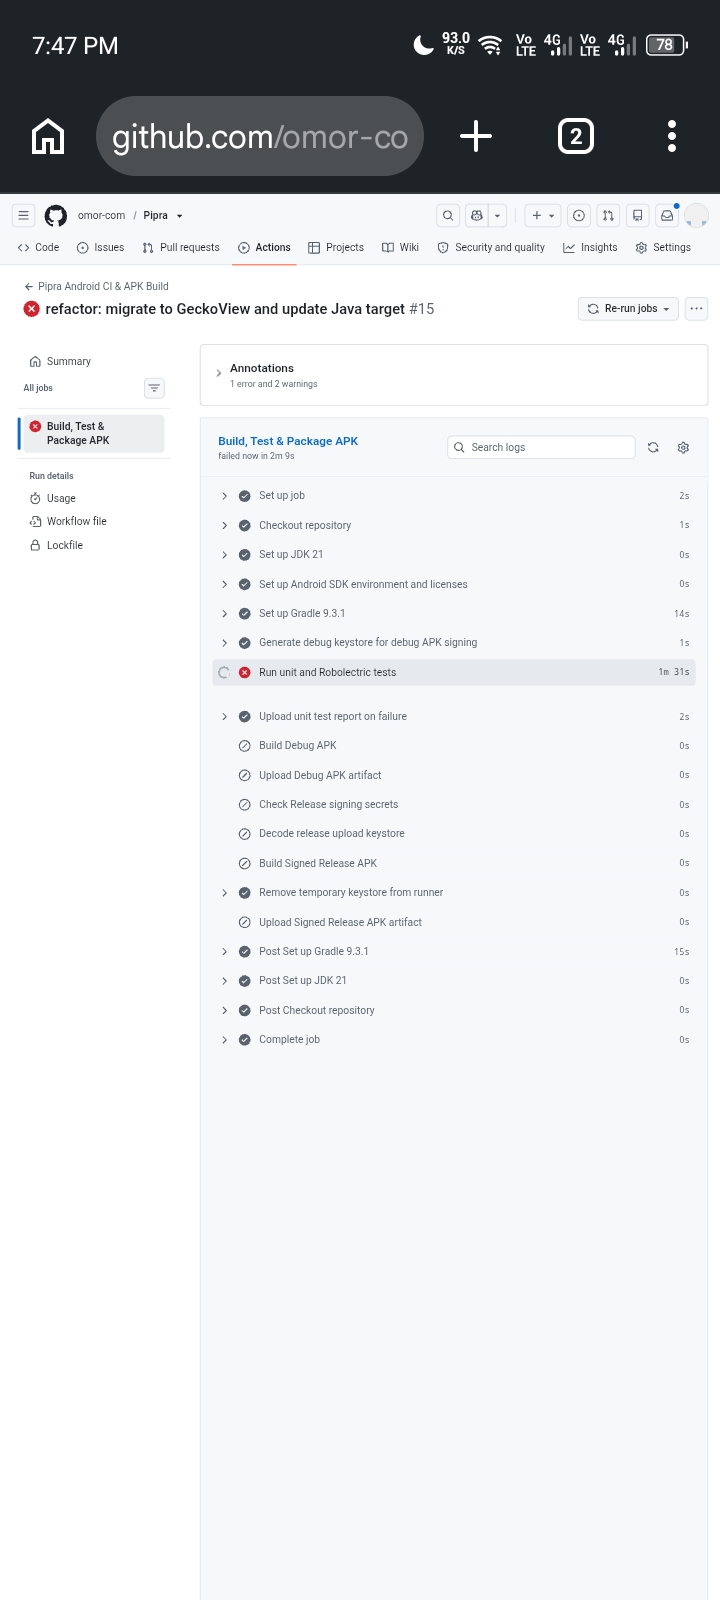 7:47 PM
93.0
K/S
Vo
LTE
4G
Vo
LTE
4G
78
github.com/omor-co
2
omor-com / Pipra
Code
Issues
Pull requests
Actions
Projects
Wiki
Security and quality
Insights
Settings
Pipra Android CI & APK Build
refactor: migrate to GeckoView and update Java target #15
Re-run jobs
Summary
All jobs
Build, Test &
Package APK
Run details
Usage
Workflow file
Lockfile
Annotations
1 error and 2 warnings
Build, Test & Package APK
failed now in 2m 9s
Search logs
Set up job 2s
Checkout repository 1s
Set up JDK 21 0s
Set up Android SDK environment and licenses 0s
Set up Gradle 9.3.1 14s
Generate debug keystore for debug APK signing 1s
Run unit and Robolectric tests 1m 31s
Upload unit test report on failure 2s
Build Debug APK 0s
Upload Debug APK artifact 0s
Check Release signing secrets 0s
Decode release upload keystore 0s
Build Signed Release APK 0s
Remove temporary keystore from runner 0s
Upload Signed Release APK artifact 0s
Post Set up Gradle 9.3.1 15s
Post Set up JDK 21 0s
Post Checkout repository 0s
Complete job 0s